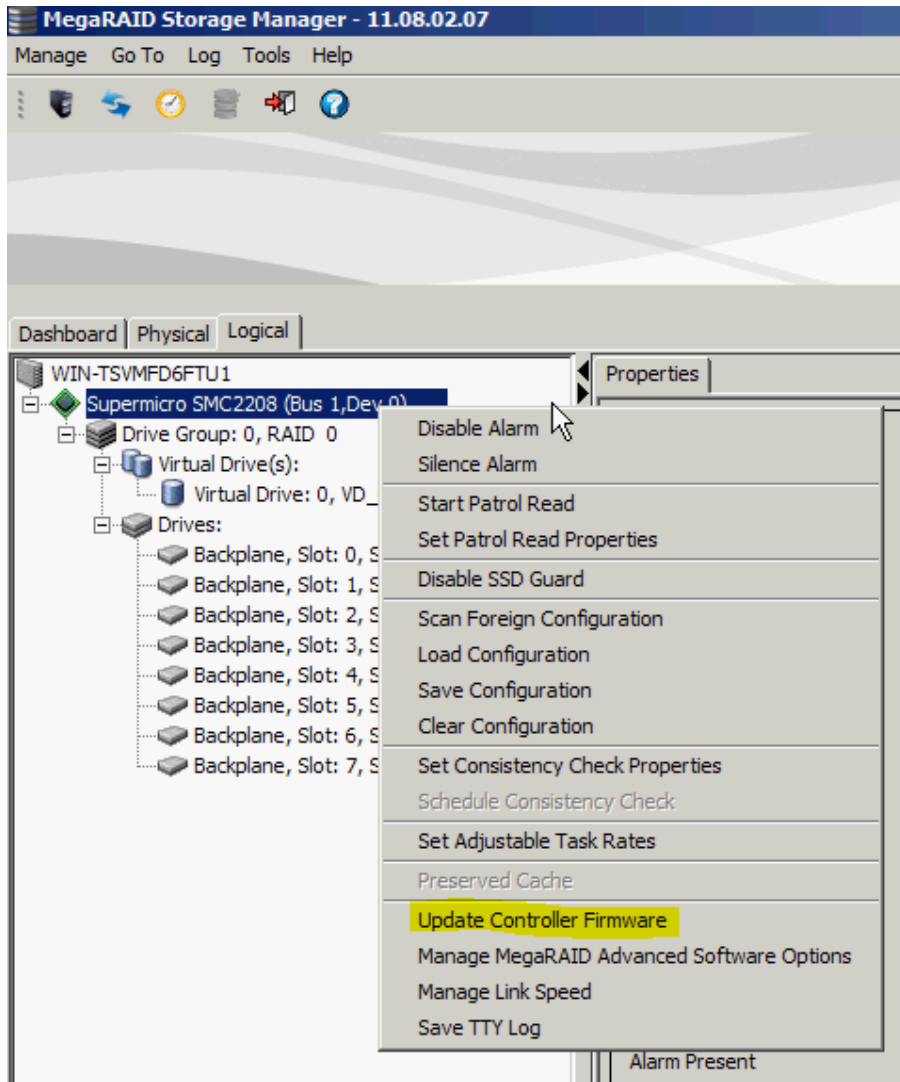 MegaRAID Storage Manager - 11.08.02.07
Manage Go To Log Tools Help
Dashboard Physical Logical
WIN-TSVMFD6FTU1
Supermicro SMC2208 (Bus 1,Dev 0)
Drive Group: 0, RAID 0
Virtual Drive(s):
Virtual Drive: 0, VD_
Drives:
Backplane, Slot: 0, S
Backplane, Slot: 1, S
Backplane, Slot: 2, S
Backplane, Slot: 3, S
Backplane, Slot: 4, S
Backplane, Slot: 5, S
Backplane, Slot: 6, S
Backplane, Slot: 7, S
Properties
Disable Alarm
Silence Alarm
Start Patrol Read
Set Patrol Read Properties
Disable SSD Guard
Scan Foreign Configuration
Load Configuration
Save Configuration
Clear Configuration
Set Consistency Check Properties
Schedule Consistency Check
Set Adjustable Task Rates
Preserved Cache
Update Controller Firmware
Manage MegaRAID Advanced Software Options
Manage Link Speed
Save TTY Log
Alarm Present